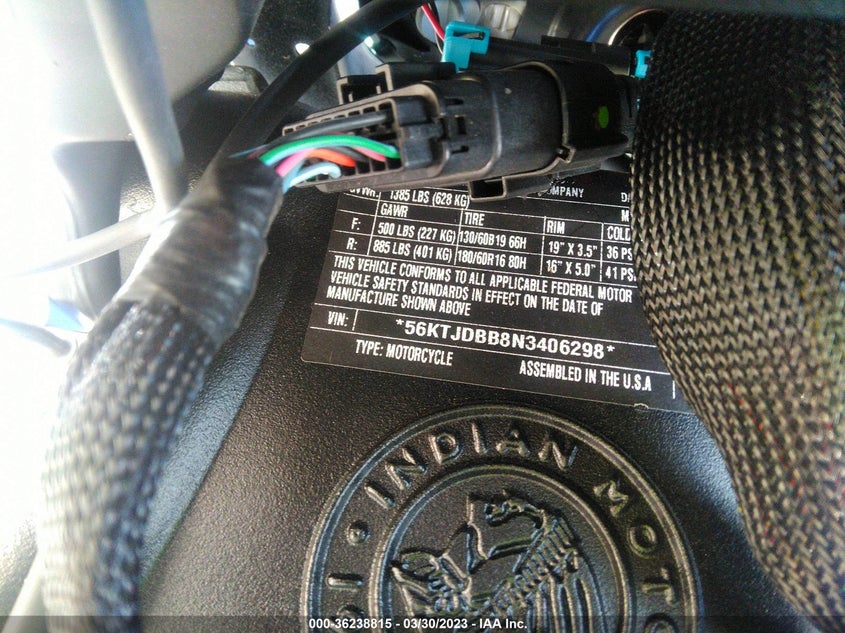 GVWR: 1385 LBS (628 KG)
COMPANY
GAWR TIRE RIM COLD
F: 500 LBS (227 KG) 130/60B19 66H 19" X 3.5" 36 PS
R: 885 LBS (401 KG) 180/60R16 80H 16" X 5.0" 41 PS
THIS VEHICLE CONFORMS TO ALL APPLICABLE FEDERAL MOTOR
VEHICLE SAFETY STANDARDS IN EFFECT ON THE DATE OF
MANUFACTURE SHOWN ABOVE
VIN: *56KTJDBB8N3406298*
TYPE: MOTORCYCLE ASSEMBLED IN THE U.S.A
INDIAN MOTO
000-36238815 - 03/30/2023 - IAA Inc.